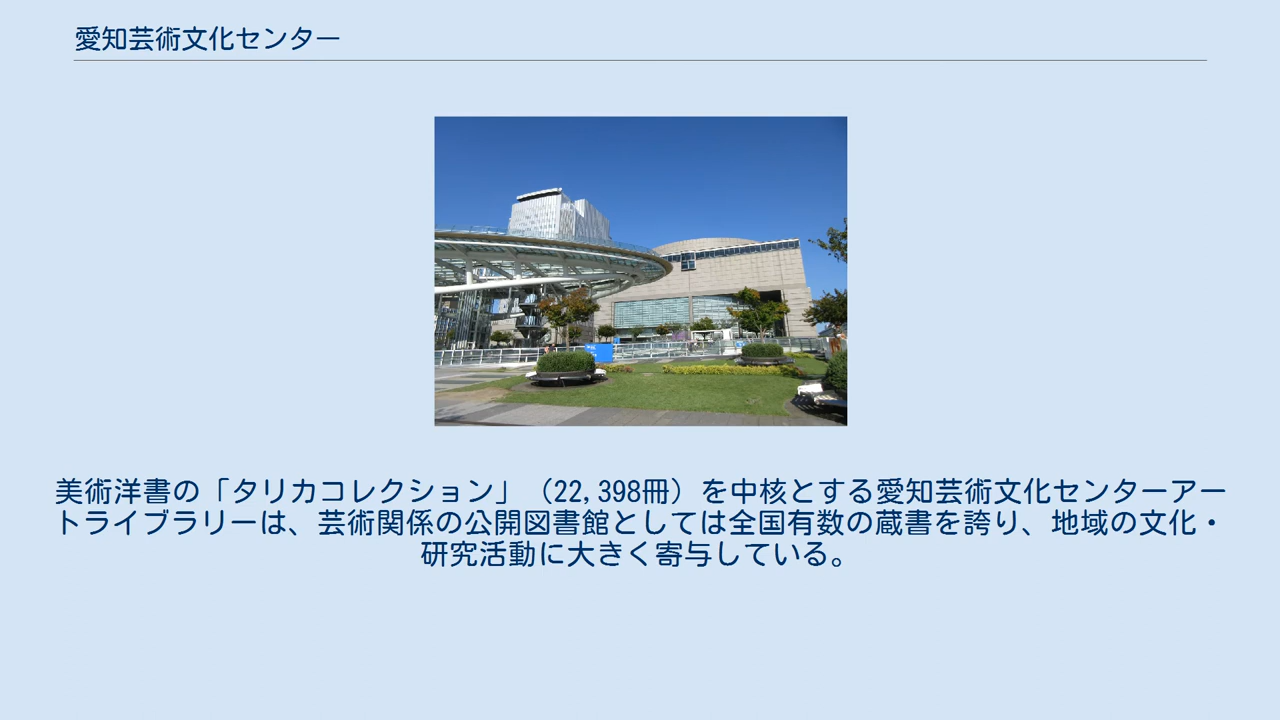 愛知芸術文化センター
美術洋書の「タリカコレクション」（22,398冊）を中核とする愛知芸術文化センターアー
トライブラリーは、芸術関係の公開図書館としては全国有数の蔵書を誇り、地域の文化・
研究活動に大きく寄与している。